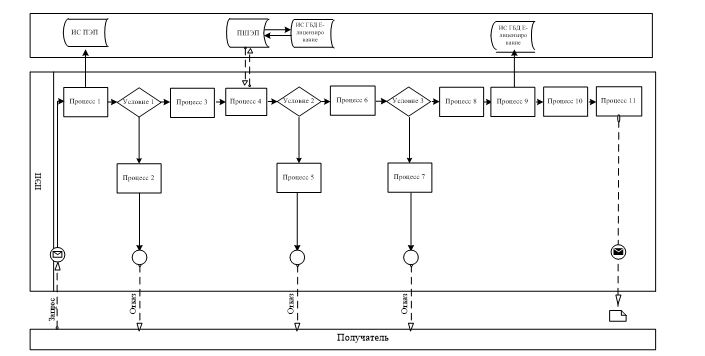 ИС ПЭП
ПШЭП
ИС ГБД Е-
лицензиро
вание
ИС ГБД Е-
лицензиро
вание
Процесс 1
Условие 1
Процесс 3
Процесс 4
Условие 2
Процесс 6
Условие 3
Процесс 8
Процесс 9
Процесс 10
Процесс 11
ПЭП
Процесс 2
Процесс 5
Процесс 7
Запрос
Отказ
Отказ
Отказ
Получатель